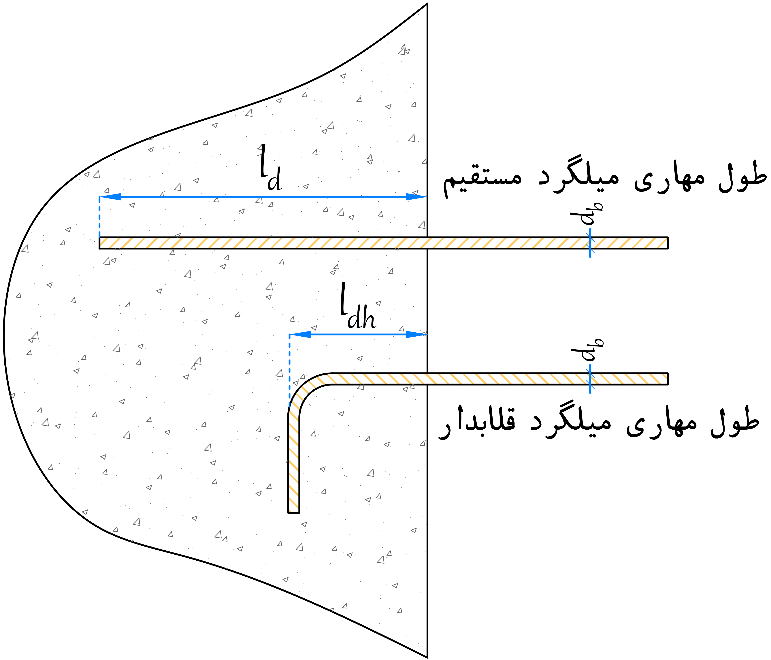 l_d
طول مهاری میلگرد مستقیم
d_b
l_dh
d_b
طول مهاری میلگرد قلابدار